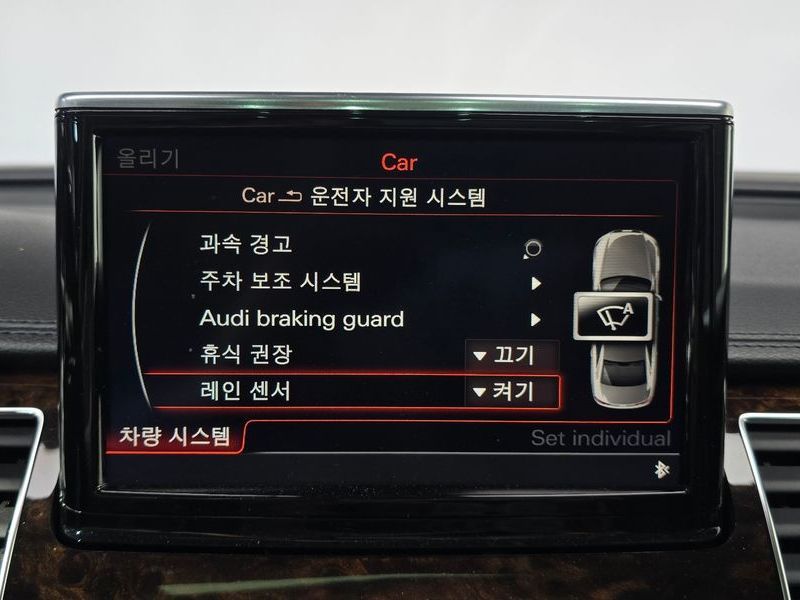 올리기
Car
Car 운전자 지원 시스템
과속 경고
주차 보조 시스템
Audi braking guard
휴식 권장 끄기
레인 센서 켜기
A
차량 시스템
Set individual